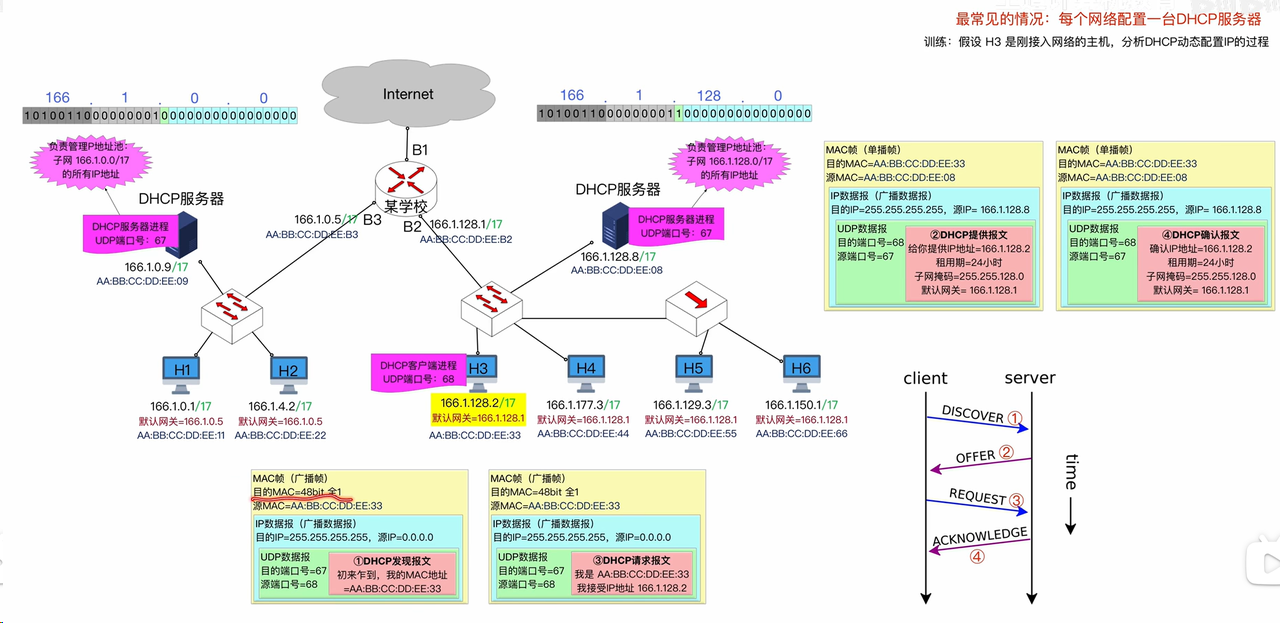 最常见的情况：每个网络配置一台DHCP服务器
训练：假设 H3 是刚接入网络的主机，分析DHCP动态配置IP的过程
166 . 1 . 0 . 0
10100110000000010000000000000000
166 . 1 . 128 . 0
10100110000000011000000000000000
Internet
B1
某学校
B3
B2
166.1.0.5/17
AA:BB:CC:DD:EE:B3
166.1.128.1/17
AA:BB:CC:DD:EE:B2
负责管理IP地址池：
子网 166.1.0.0/17
的所有IP地址
DHCP服务器
DHCP服务器进程
UDP端口号：67
166.1.0.9/17
AA:BB:CC:DD:EE:09
负责管理IP地址池：
子网 166.1.128.0/17
的所有IP地址
DHCP服务器
DHCP服务器进程
UDP端口号：67
166.1.128.8/17
AA:BB:CC:DD:EE:08
H1
166.1.0.1/17
默认网关=166.1.0.5
AA:BB:CC:DD:EE:11
H2
166.1.4.2/17
默认网关=166.1.0.5
AA:BB:CC:DD:EE:22
DHCP客户端进程
UDP端口号：68
H3
166.1.128.2/17
默认网关=166.1.128.1
AA:BB:CC:DD:EE:33
H4
166.1.177.3/17
默认网关=166.1.128.1
AA:BB:CC:DD:EE:44
H5
166.1.129.3/17
默认网关=166.1.128.1
AA:BB:CC:DD:EE:55
H6
166.1.150.1/17
默认网关=166.1.128.1
AA:BB:CC:DD:EE:66
MAC帧（单播帧）
目的MAC=AA:BB:CC:DD:EE:33
源MAC=AA:BB:CC:DD:EE:08
IP数据报（广播数据报）
目的IP=255.255.255.255，源IP= 166.1.128.8
UDP数据报
目的端口号=68
源端口号=67
②DHCP提供报文
给你提供IP地址=166.1.128.2
租用期=24小时
子网掩码=255.255.128.0
默认网关= 166.1.128.1
MAC帧（单播帧）
目的MAC=AA:BB:CC:DD:EE:33
源MAC=AA:BB:CC:DD:EE:08
IP数据报（广播数据报）
目的IP=255.255.255.255，源IP= 166.1.128.8
UDP数据报
目的端口号=68
源端口号=67
④DHCP确认报文
确认IP地址=166.1.128.2
租用期=24小时
子网掩码=255.255.128.0
默认网关= 166.1.128.1
MAC帧（广播帧）
目的MAC=48bit 全1
源MAC=AA:BB:CC:DD:EE:33
IP数据报（广播数据报）
目的IP=255.255.255.255，源IP=0.0.0.0
UDP数据报
目的端口号=67
源端口号=68
①DHCP发现报文
初来乍到，我的MAC地址
=AA:BB:CC:DD:EE:33
MAC帧（广播帧）
目的MAC=48bit 全1
源MAC=AA:BB:CC:DD:EE:33
IP数据报（广播数据报）
目的IP=255.255.255.255，源IP=0.0.0.0
UDP数据报
目的端口号=67
源端口号=68
③DHCP请求报文
我是 AA:BB:CC:DD:EE:33
我接受IP地址 166.1.128.2
client
server
DISCOVER ①
OFFER ②
REQUEST ③
ACKNOWLEDGE
④
time